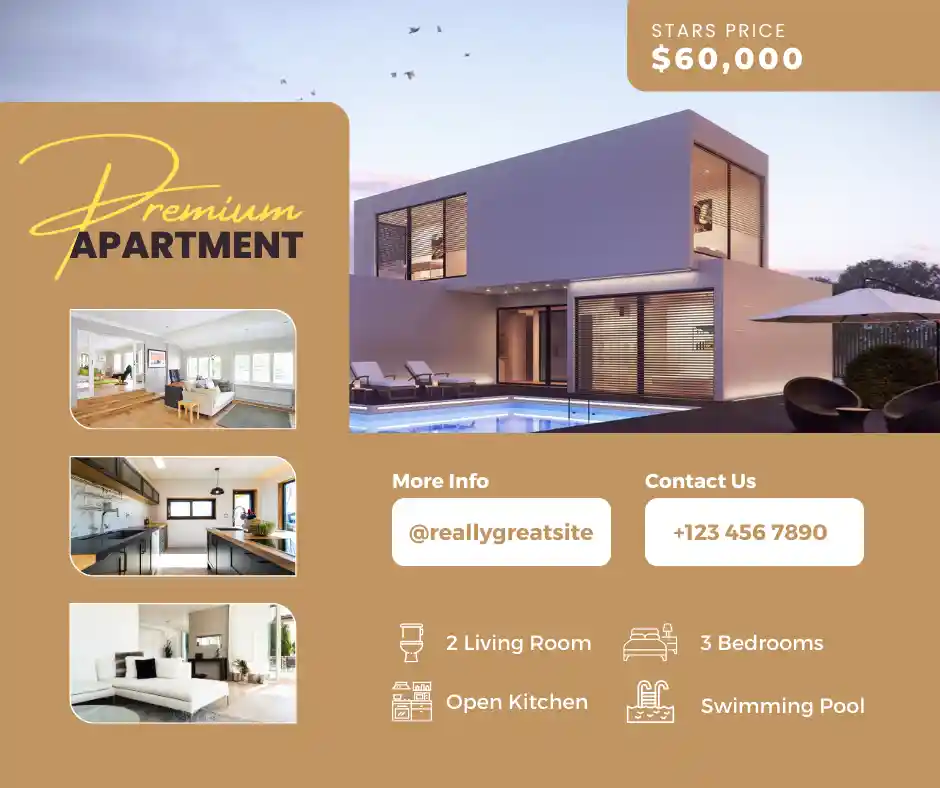 STARS PRICE
$60,000
Premium
APARTMENT
More Info
@reallygreatsite
Contact Us
+123 456 7890
2 Living Room
3 Bedrooms
Open Kitchen
Swimming Pool